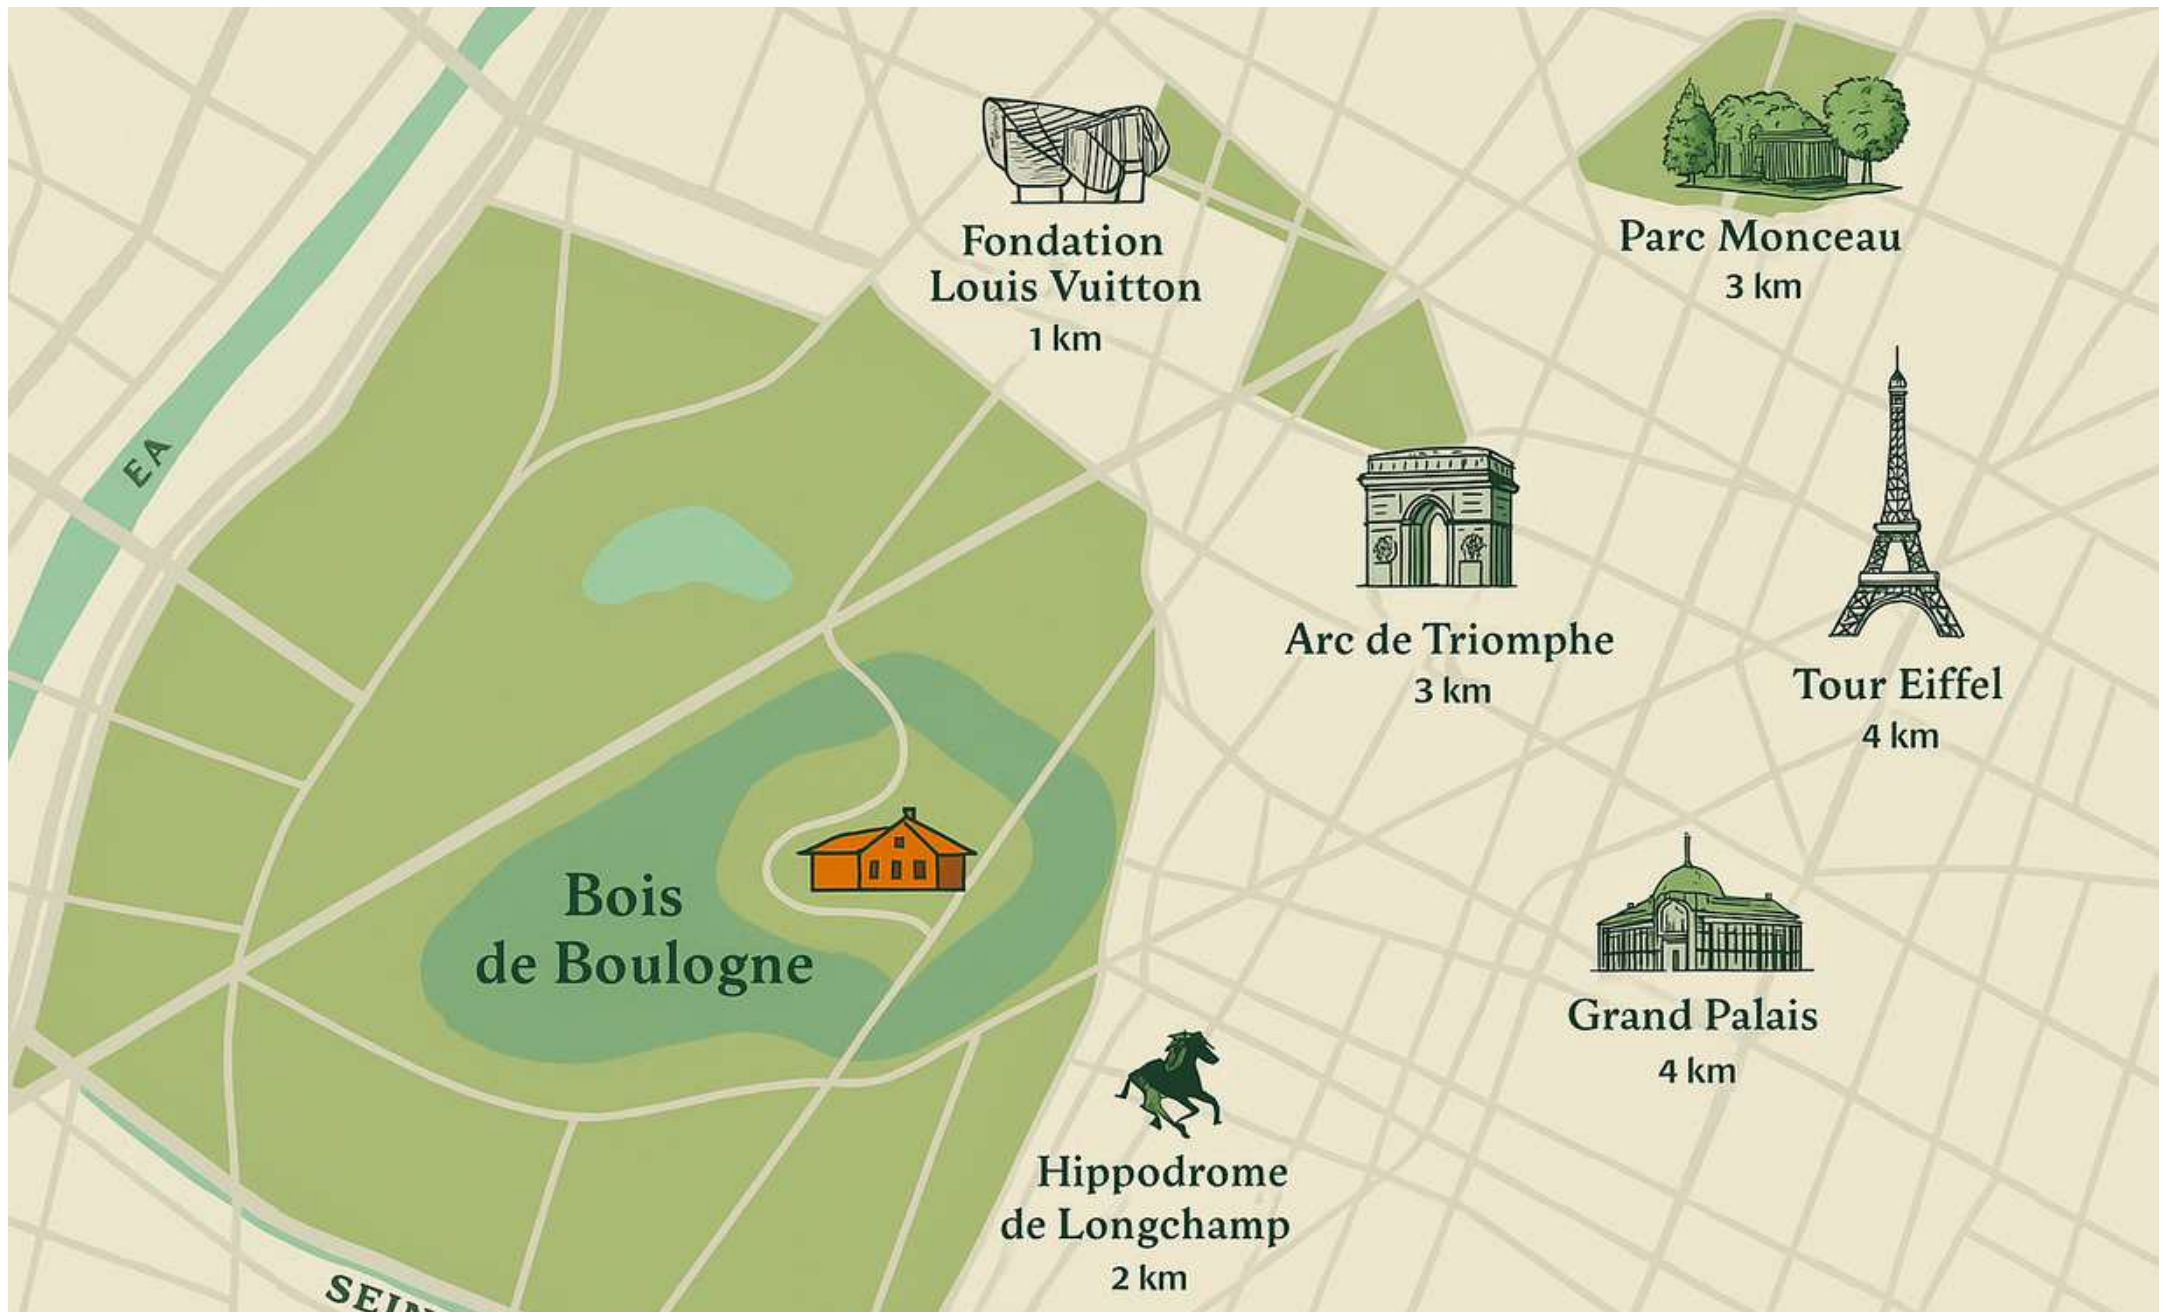 Fondation
Louis Vuitton
1 km
Parc Monceau
3 km
EA
Arc de Triomphe
3 km
Tour Eiffel
4 km
Bois
de Boulogne
Grand Palais
4 km
Hippodrome
de Longchamp
2 km
SEIN